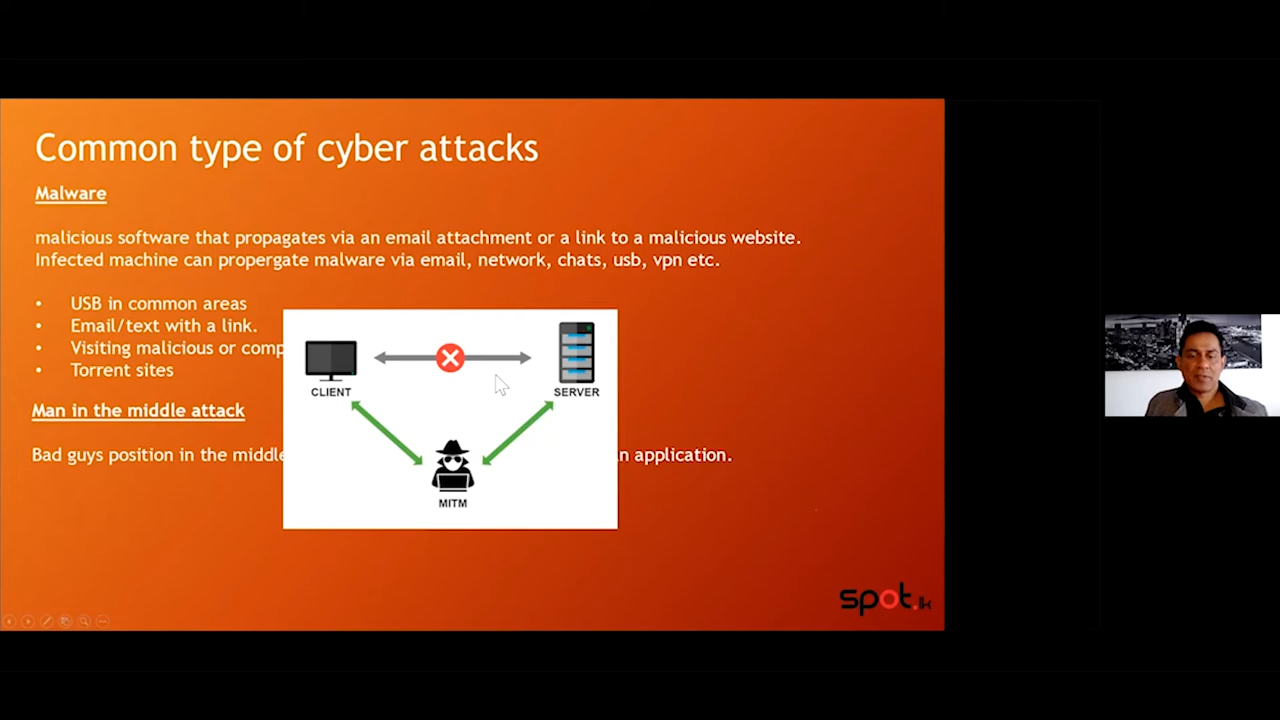 Common type of cyber attacks
Malware
malicious software that propagates via an email attachment or a link to a malicious website.
Infected machine can propergate malware via email, network, chats, usb, vpn etc.
• USB in common areas
• Email/text with a link.
• Visiting malicious or comp
• Torrent sites
CLIENT
SERVER
Man in the middle attack
Bad guys position in the middle
n application.
MITM
spot.lk